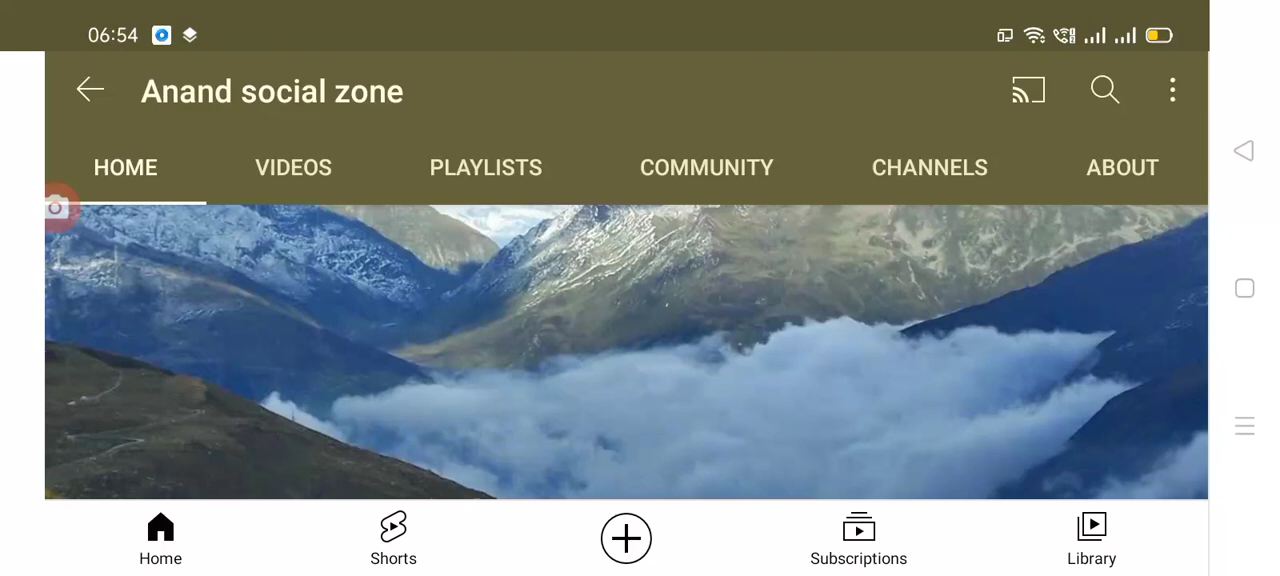 06:54
Anand social zone
HOME VIDEOS PLAYLISTS COMMUNITY CHANNELS ABOUT
Home Shorts Subscriptions Library